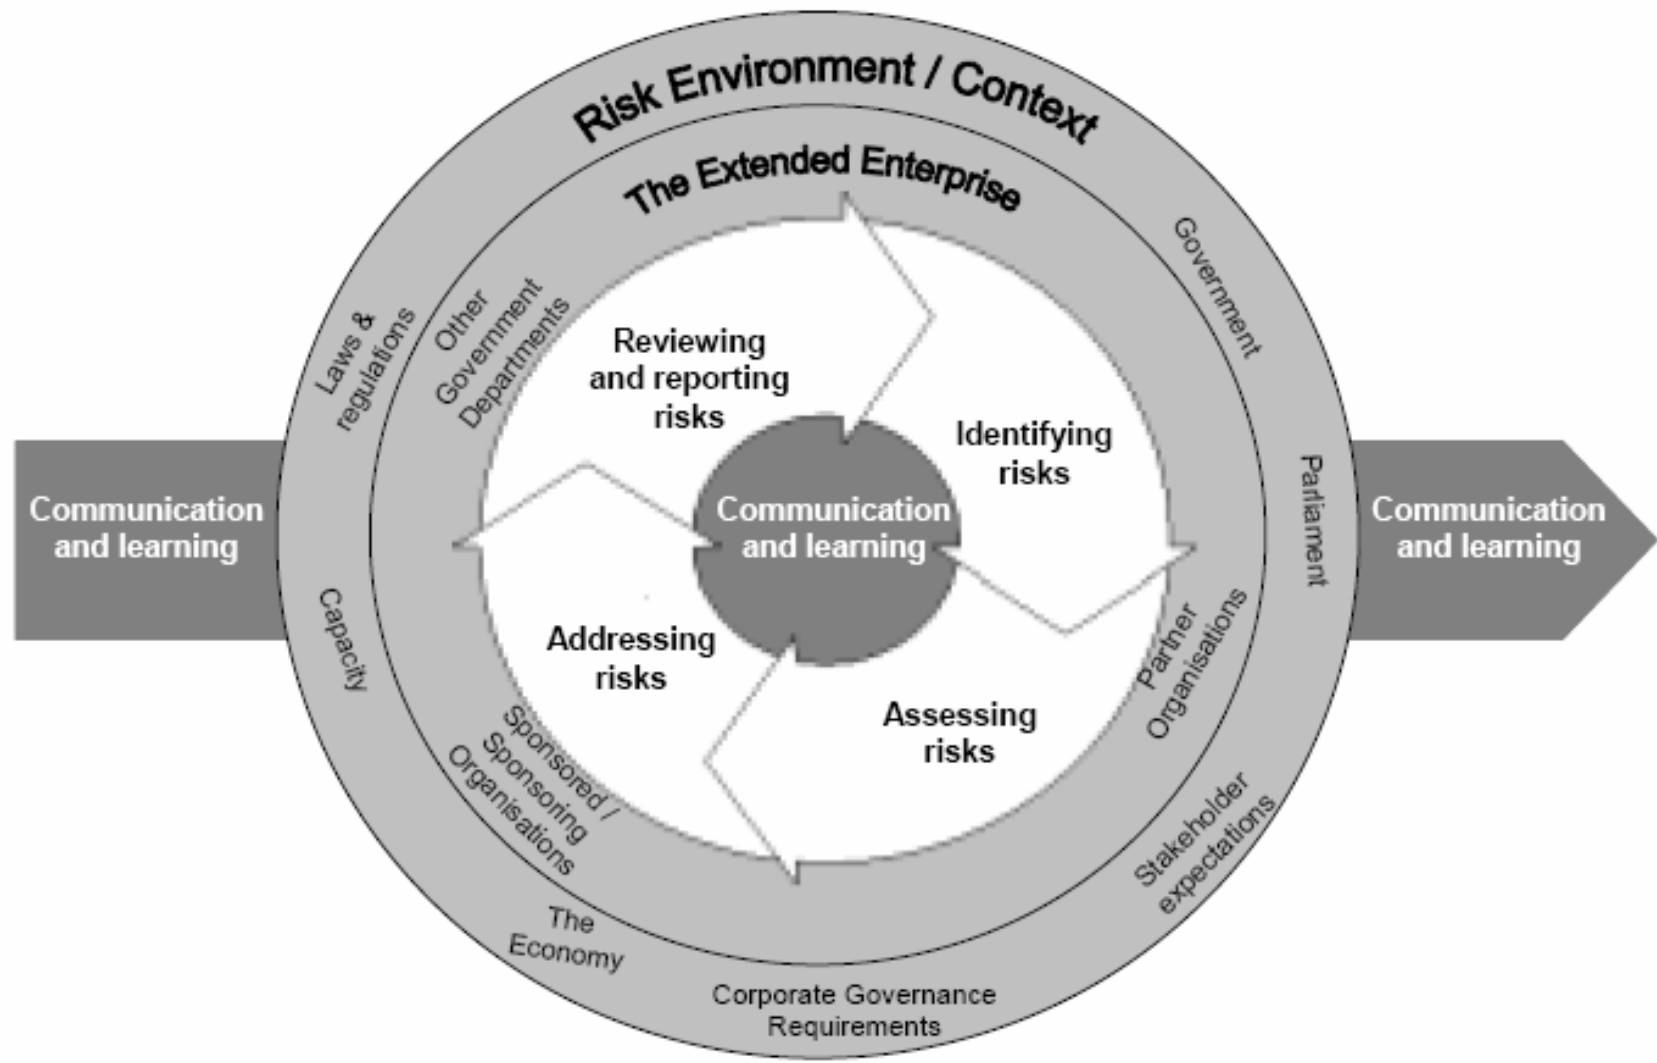 Risk Environment / Context
The Extended Enterprise
Government
Laws &
regulations
Other
Government
Departments
Reviewing
and reporting
risks
Identifying
risks
Parliament
Communication
and learning
Communication
and learning
Communication
and learning
Capacity
Addressing
risks
Partner
Organisations
Assessing
risks
Sponsored /
Sponsoring
Organisations
Stakeholder
expectations
The
Economy
Corporate Governance
Requirements